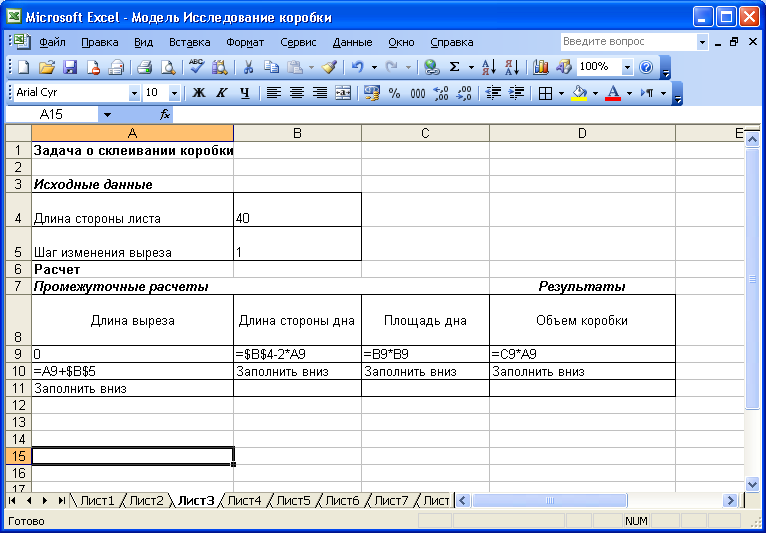 Microsoft Excel - Модель Исследование коробки
Файл Правка Вид Вставка Формат Сервис Данные Окно Справка Введите вопрос
100%
Arial Cyr 10 Ж К Ч % 000
A15 fx
A B C D E
1 Задача о склеивании коробки
2
3 Исходные данные
4 Длина стороны листа 40
5 Шаг изменения выреза 1
6 Расчет
7 Промежуточные расчеты Результаты
8 Длина выреза Длина стороны дна Площадь дна Объем коробки
9 0 =$B$4-2*A9 =B9*B9 =C9*A9
10 =A9+$B$5 Заполнить вниз Заполнить вниз Заполнить вниз
11 Заполнить вниз
12
13
14
15
16
17
Лист1 Лист2 Лист3 Лист4 Лист5 Лист6 Лист7 Лист
Готово NUM